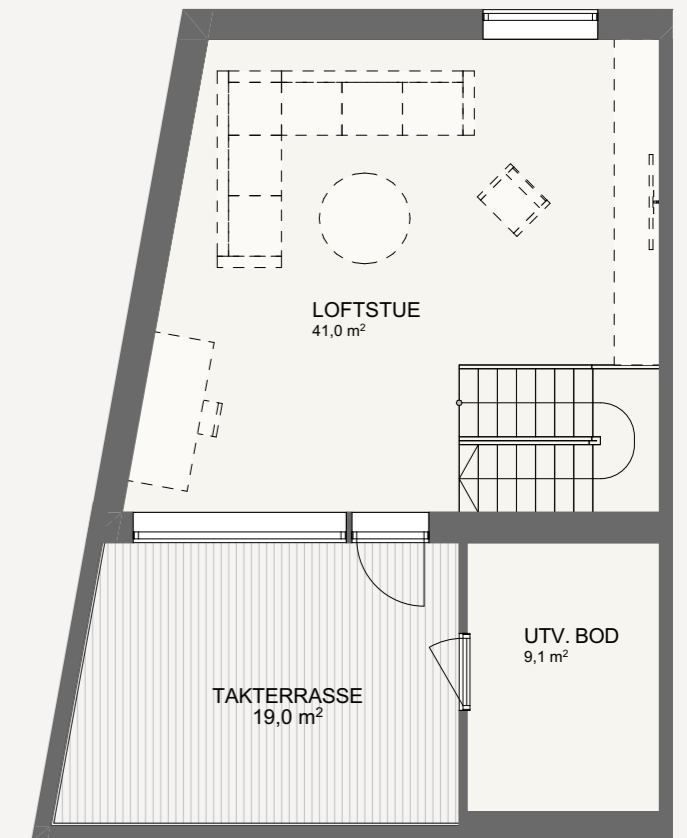 LOFTSTUE
41,0 m²
UTV. BOD
9,1 m²
TAKTERRASSE
19,0 m²